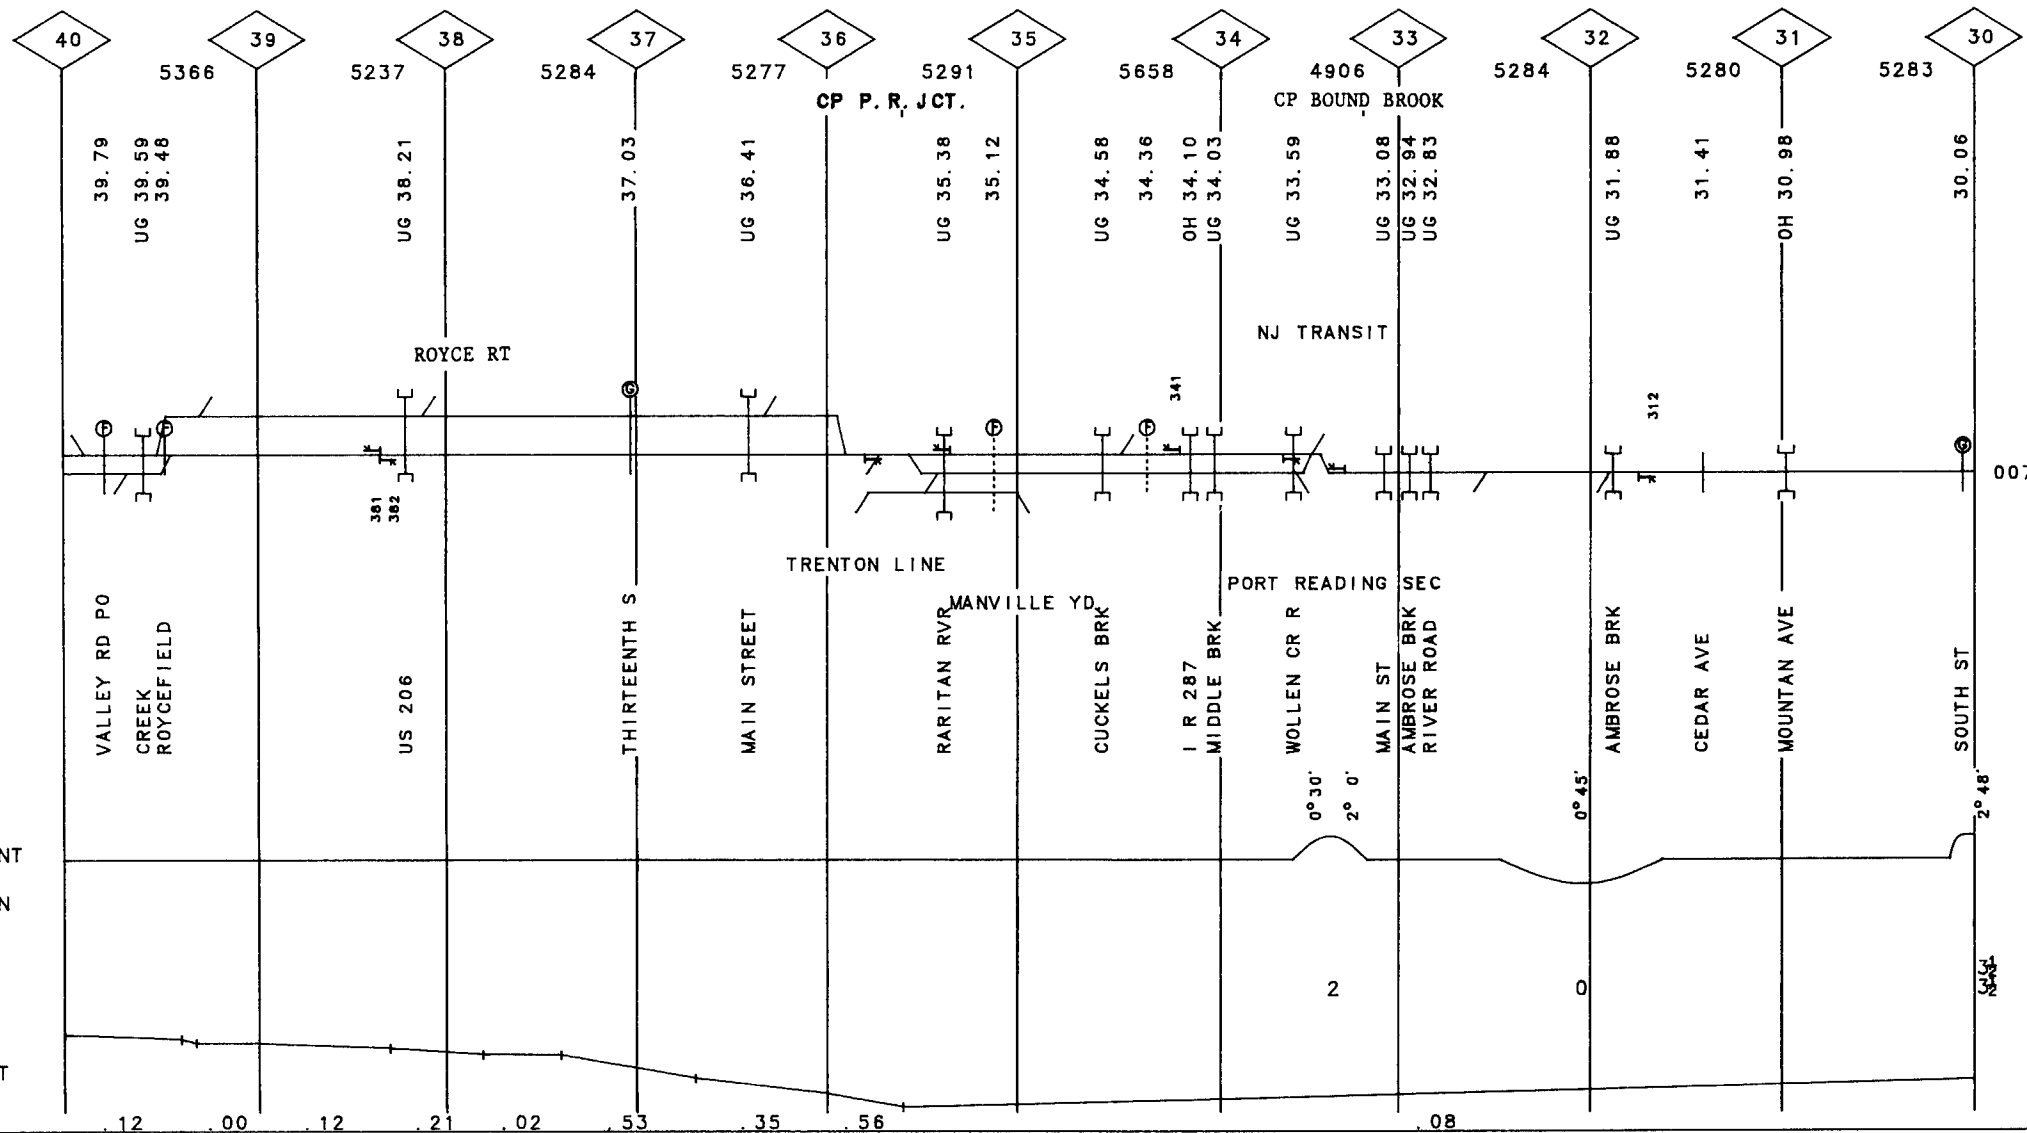 40 39 38 37 36 35 34 33 32 31 30
5366 5237 5284 5277 5291 5658 4906 5284 5280 5283
CP P.R. JCT. CP BOUND BROOK
39.79
UG 39.59
39.48
UG 38.21
37.03
UG 36.41
UG 35.38
35.12
UG 34.58
34.36
OH 34.10
UG 34.03
UG 33.59
UG 33.08
UG 32.94
UG 32.83
UG 31.88
31.41
OH 30.98
30.06
NJ TRANSIT
ROYCE RT
341
312
F F G F F G
007
381
382
TRENTON LINE
PORT READING SEC
MANVILLE YD
VALLEY RD PO
CREEK
ROYCEFIELD
US 206
THIRTEENTH S
MAIN STREET
RARITAN RVR
CUCKELS BRK
I R 287
MIDDLE BRK
WOLLEN CR R
MAIN ST
AMBROSE BRK
RIVER ROAD
AMBROSE BRK
CEDAR AVE
MOUNTAN AVE
SOUTH ST
0°30'
2° 0'
0°45'
2°48'
NT
N
2 0
T
.12 .00 .12 .21 .02 .53 .35 .56 .08